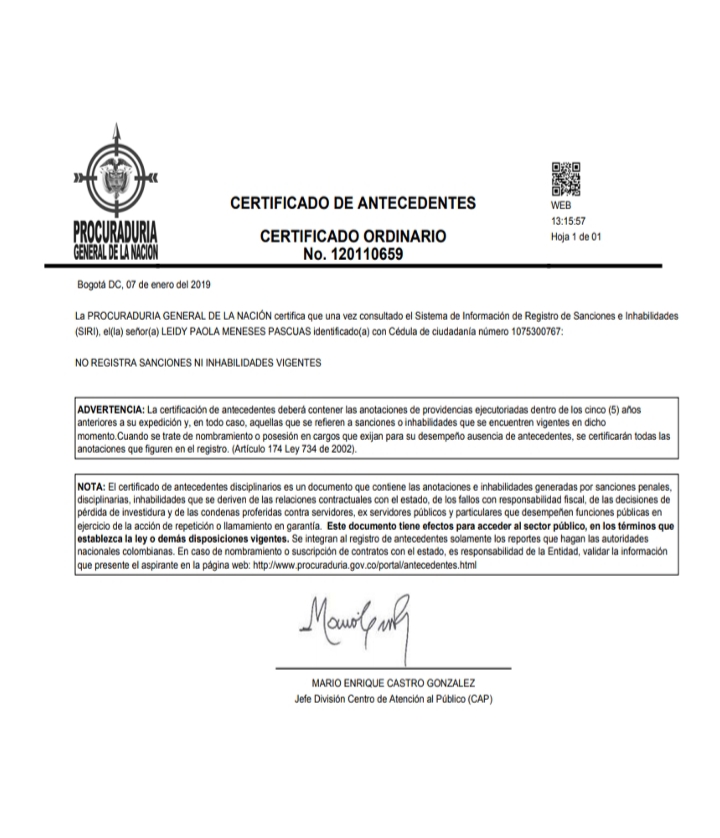 PROCURADURIA
GENERAL DE LA NACION
CERTIFICADO DE ANTECEDENTES
CERTIFICADO ORDINARIO
No. 120110659
WEB
13:15:57
Hoja 1 de 01
Bogotá DC, 07 de enero del 2019
La PROCURADURIA GENERAL DE LA NACIÓN certifica que una vez consultado el Sistema de Información de Registro de Sanciones e Inhabilidades
(SIRI), el(la) señor(a) LEIDY PAOLA MENESES PASCUAS identificado(a) con Cédula de ciudadanía número 1075300767:
NO REGISTRA SANCIONES NI INHABILIDADES VIGENTES
ADVERTENCIA: La certificación de antecedentes deberá contener las anotaciones de providencias ejecutoriadas dentro de los cinco (5) años
anteriores a su expedición y, en todo caso, aquellas que se refieren a sanciones o inhabilidades que se encuentren vigentes en dicho
momento.Cuando se trate de nombramiento o posesión en cargos que exijan para su desempeño ausencia de antecedentes, se certificarán todas las
anotaciones que figuren en el registro. (Artículo 174 Ley 734 de 2002).
NOTA: El certificado de antecedentes disciplinarios es un documento que contiene las anotaciones e inhabilidades generadas por sanciones penales,
disciplinarias, inhabilidades que se deriven de las relaciones contractuales con el estado, de los fallos con responsabilidad fiscal, de las decisiones de
pérdida de investidura y de las condenas proferidas contra servidores, ex servidores públicos y particulares que desempeñen funciones públicas en
ejercicio de la acción de repetición o llamamiento en garantía. Este documento tiene efectos para acceder al sector público, en los términos que
establezca la ley o demás disposiciones vigentes. Se integran al registro de antecedentes solamente los reportes que hagan las autoridades
nacionales colombianas. En caso de nombramiento o suscripción de contratos con el estado, es responsabilidad de la Entidad, validar la información
que presente el aspirante en la página web: http://www.procuraduria.gov.co/portal/antecedentes.html
MARIO ENRIQUE CASTRO GONZALEZ
Jefe División Centro de Atención al Público (CAP)